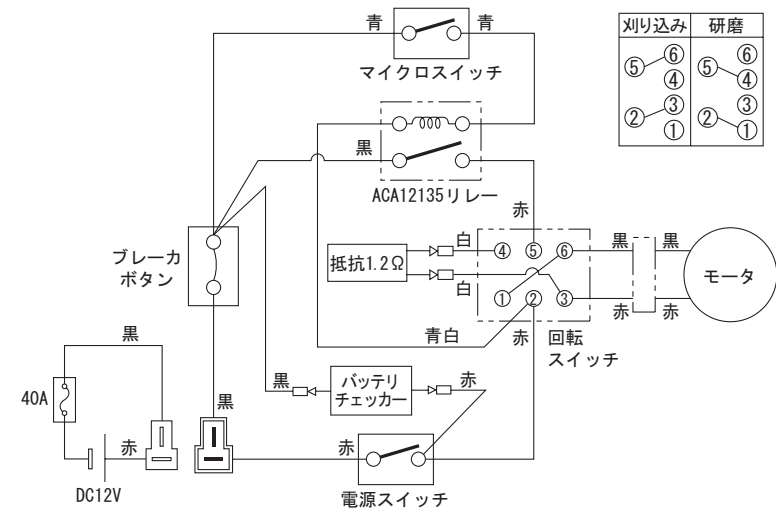 青
青
マイクロスイッチ
刈り込み
研磨
⑤
⑥
④
②
③
①
⑤
⑥
④
②
③
①
黒
ACA12135リレー
赤
ブレーカ
ボタン
抵抗1.2Ω
白
白
④
⑤
⑥
①
②
③
黒
黒
モータ
赤
赤
青白
赤
回転
スイッチ
黒
40A
赤
DC12V
黒
黒
バッテリ
チェッカー
赤
赤
電源スイッチ